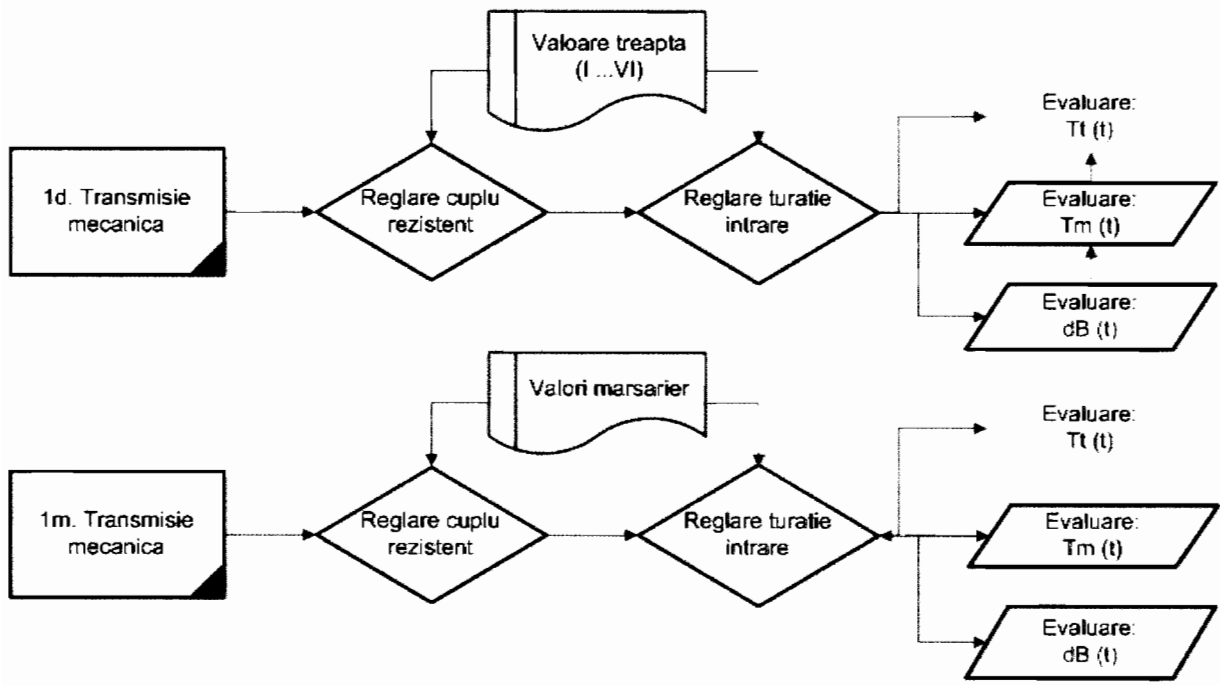 Valoare treapta
(I ...VI)
1d. Transmisie
mecanica
Reglare cuplu
rezistent
Reglare turatie
intrare
Evaluare:
Tt (t)
Evaluare:
Tm (t)
Evaluare:
dB (t)
Valori marsarier
1m. Transmisie
mecanica
Reglare cuplu
rezistent
Reglare turatie
intrare
Evaluare:
Tt (t)
Evaluare:
Tm (t)
Evaluare:
dB (t)